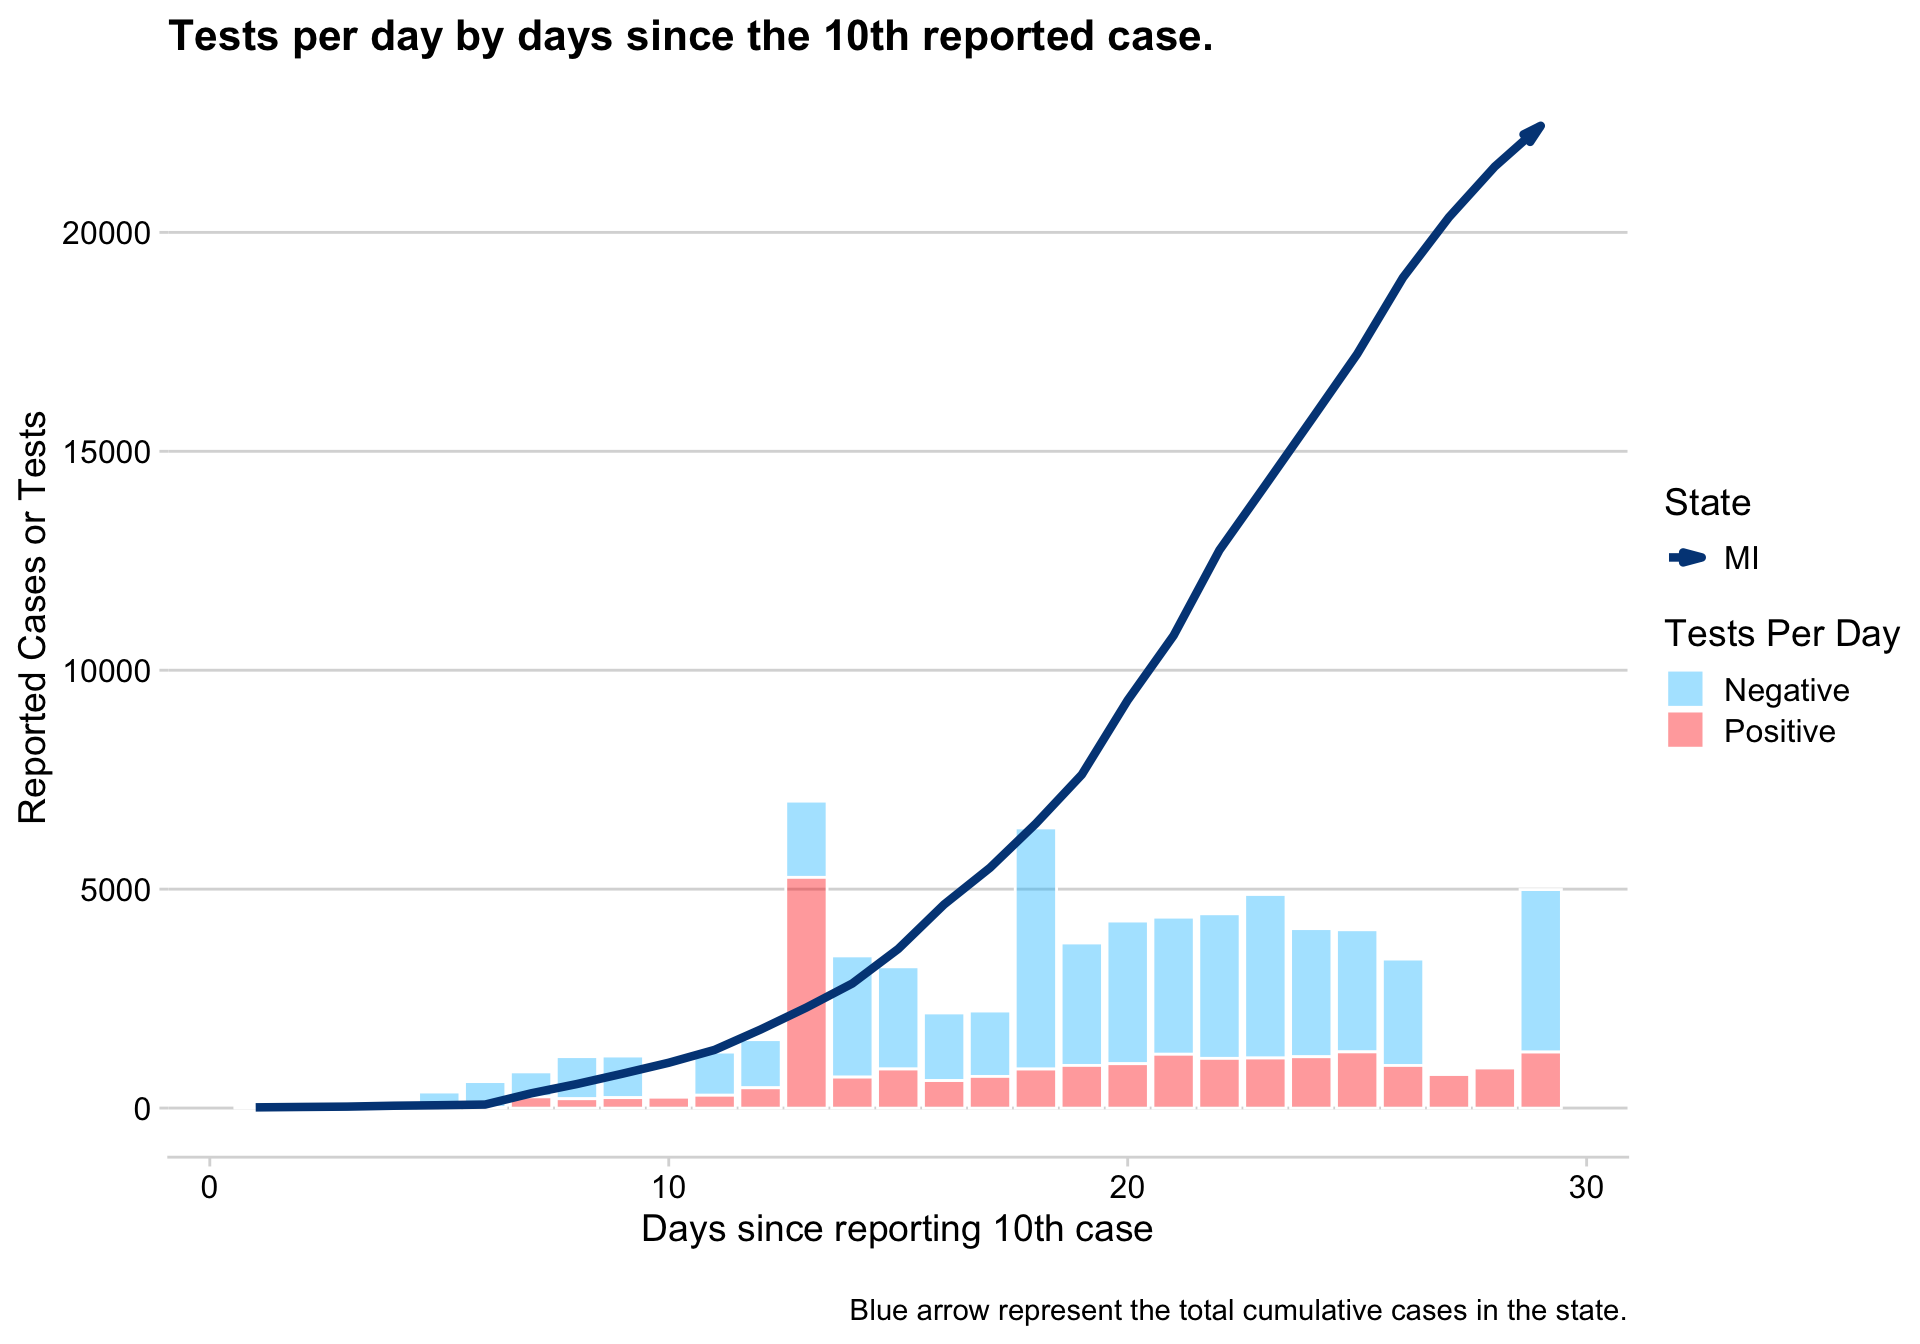 Tests per day by days since the 10th reported case.
Reported Cases or Tests
20000
15000
10000
5000
0
0 10 20 30
Days since reporting 10th case
State
MI
Tests Per Day
Negative
Positive
Blue arrow represent the total cumulative cases in the state.